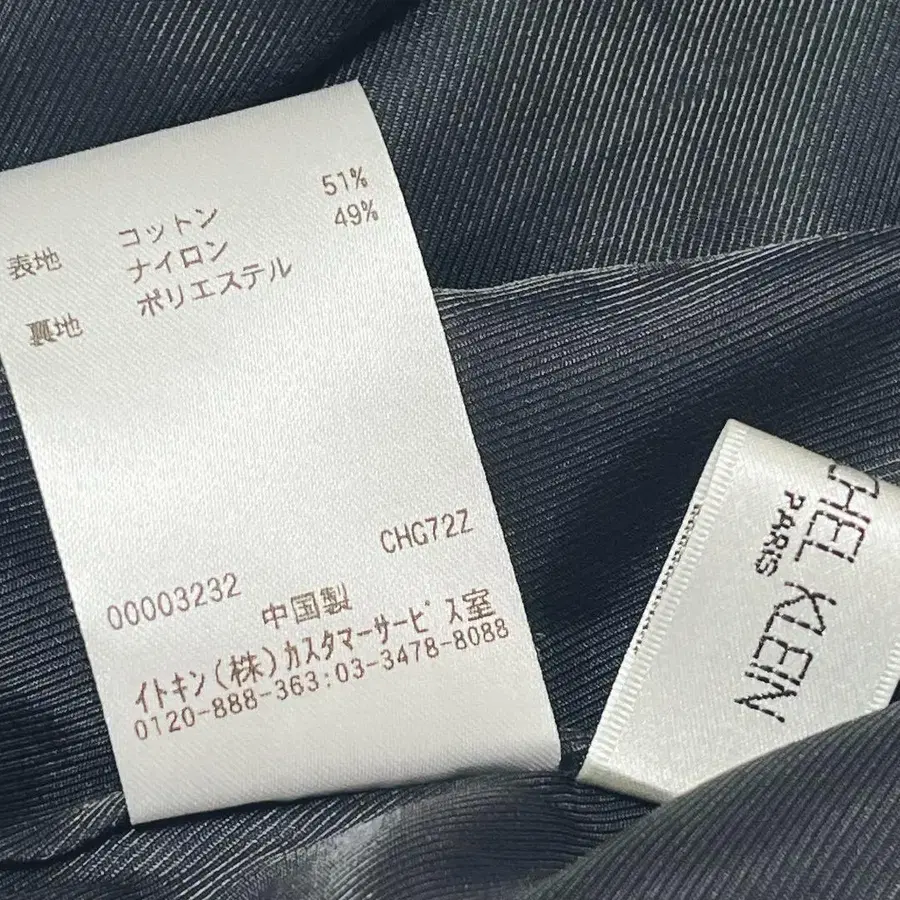 表地 コットン 51%
ナイロン 49%
裏地 ポリエステル
CHG72Z
00003232
中国製
イトキン(株)カスタマーサービス室
0120-888-363:03-3478-8088
CHEL KLEIN
PARIS